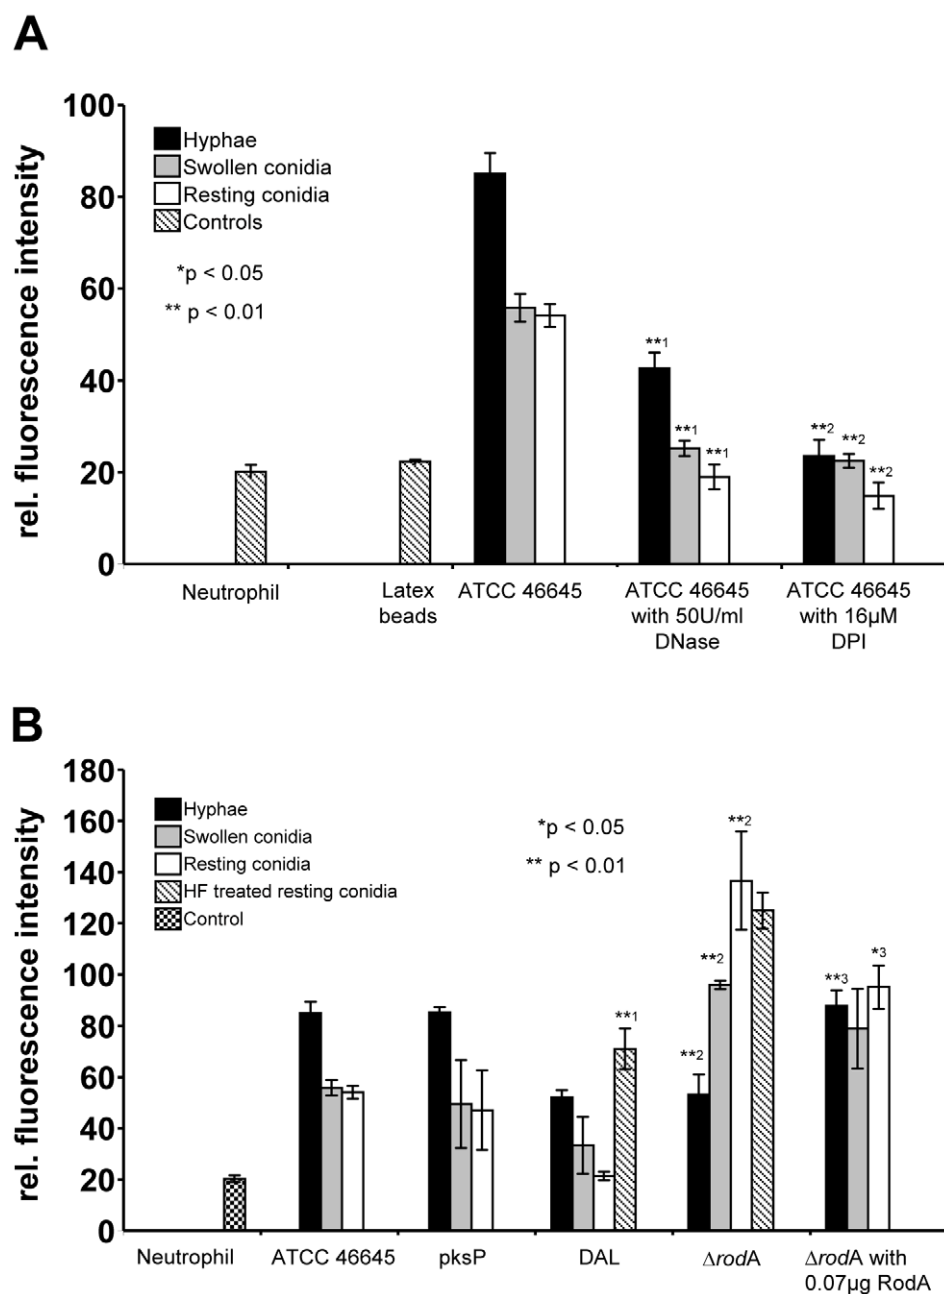 A
rel. fluorescence intensity
100
80
60
40
20
0
Hyphae
Swollen conidia
Resting conidia
Controls
*p < 0.05
** p < 0.01
**1
**1
**1
**2
**2
**2
Neutrophil
Latex
beads
ATCC 46645
ATCC 46645
with 50U/ml
DNase
ATCC 46645
with 16µM
DPI
B
rel. fluorescence intensity
180
160
140
120
100
80
60
40
20
0
Hyphae
Swollen conidia
Resting conidia
HF treated resting conidia
Control
*p < 0.05
** p < 0.01
**1
**2
**2
**2
**3
*3
Neutrophil
ATCC 46645
pksP
DAL
ΔrodA
ΔrodA with
0.07µg RodA